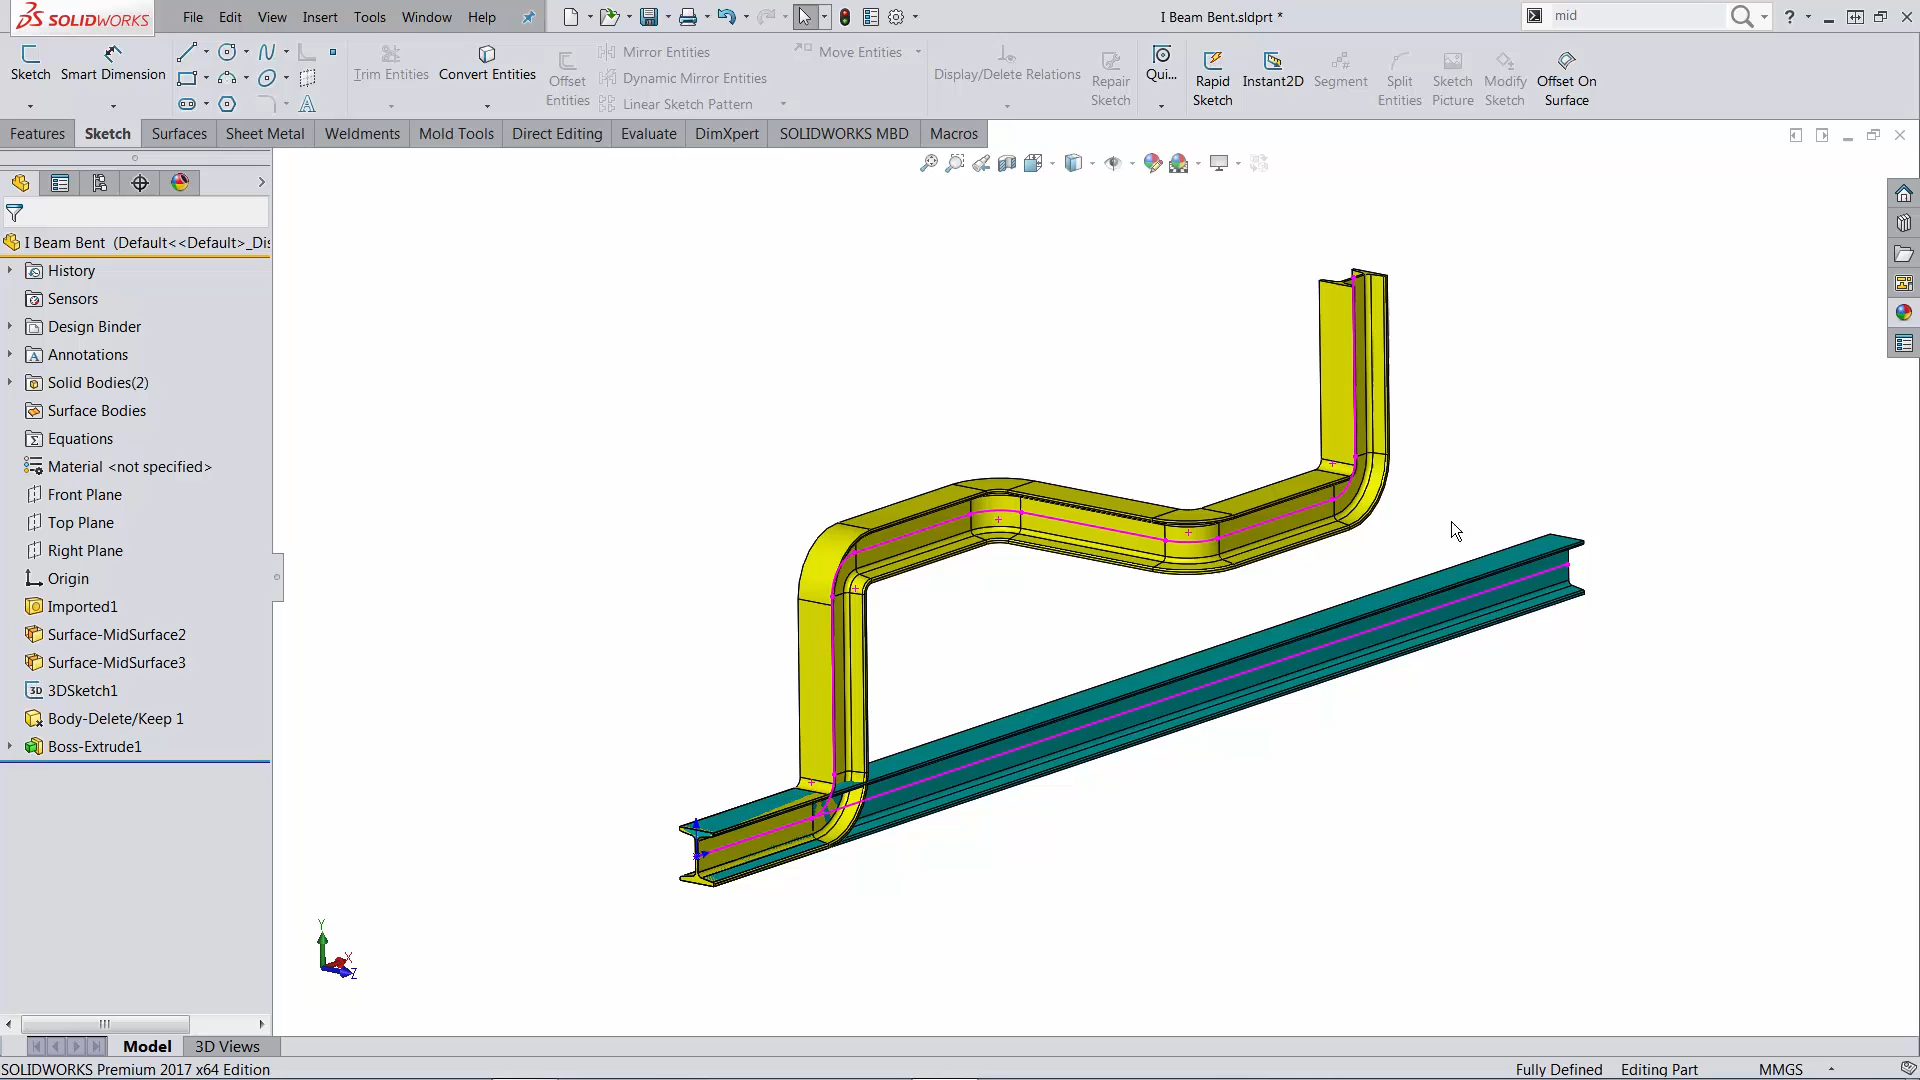 SOLIDWORKS
File Edit View Insert Tools Window Help
I Beam Bent.sldprt *
mid
Sketch
Smart Dimension
Trim Entities
Convert Entities
Offset Entities
Mirror Entities
Dynamic Mirror Entities
Linear Sketch Pattern
Move Entities
Display/Delete Relations
Repair Sketch
Qui...
Rapid Sketch
Instant2D
Segment
Split Entities
Sketch Picture
Modify Sketch
Offset On Surface
Features Sketch Surfaces Sheet Metal Weldments Mold Tools Direct Editing Evaluate DimXpert SOLIDWORKS MBD Macros
I Beam Bent (Default<<Default>_Dis
History
Sensors
Design Binder
Annotations
Solid Bodies(2)
Surface Bodies
Equations
Material <not specified>
Front Plane
Top Plane
Right Plane
Origin
Imported1
Surface-MidSurface2
Surface-MidSurface3
3DSketch1
Body-Delete/Keep 1
Boss-Extrude1
Y
X
Z
Model 3D Views
SOLIDWORKS Premium 2017 x64 Edition
Fully Defined Editing Part MMGS